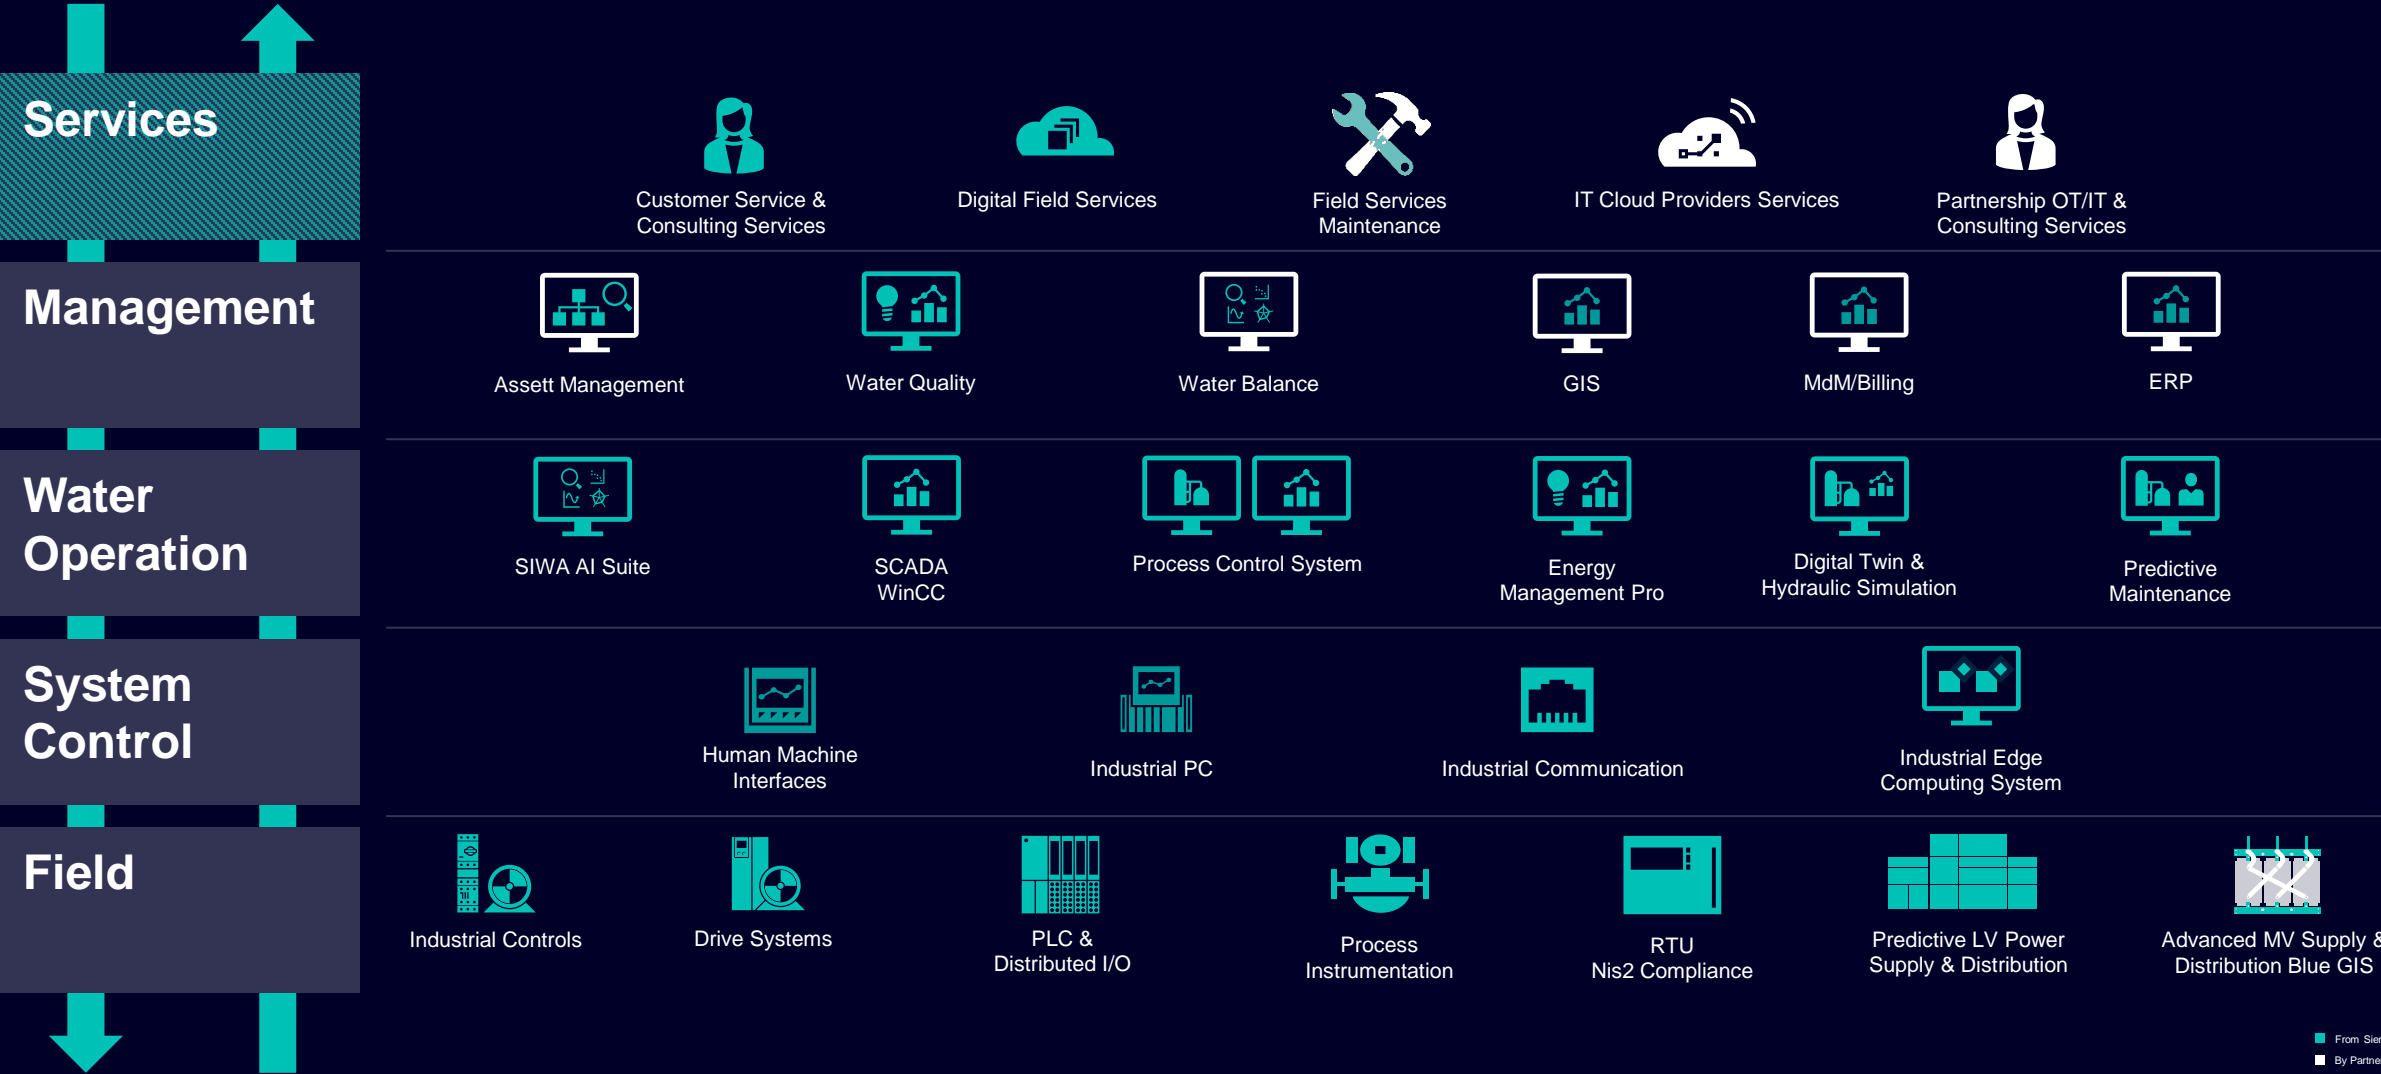 Services
Customer Service &
Consulting Services
Digital Field Services
Field Services
Maintenance
IT Cloud Providers Services
Partnership OT/IT &
Consulting Services
Management
Assett Management
Water Quality
Water Balance
GIS
MdM/Billing
ERP
Water
Operation
SIWA AI Suite
SCADA
WinCC
Process Control System
Energy
Management Pro
Digital Twin &
Hydraulic Simulation
Predictive
Maintenance
System
Control
Human Machine
Interfaces
Industrial PC
Industrial Communication
Industrial Edge
Computing System
Field
Industrial Controls
Drive Systems
PLC &
Distributed I/O
Process
Instrumentation
RTU
Nis2 Compliance
Predictive LV Power
Supply & Distribution
Advanced MV Supply &
Distribution Blue GIS
From
By